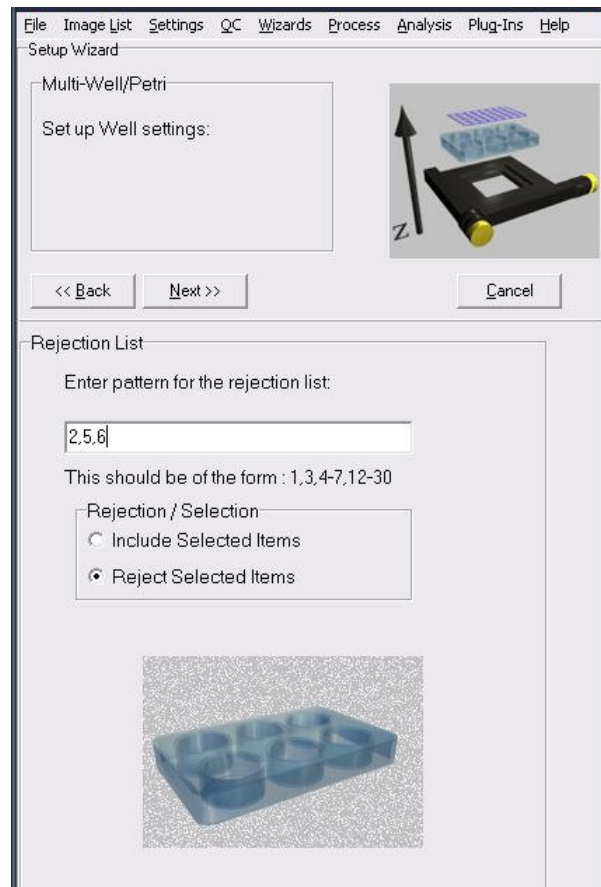 File Image List Settings QC Wizards Process Analysis Plug-Ins Help
Setup Wizard
Multi-Well/Petri
Set up Well settings:
Z
<< Back Next >> Cancel
Rejection List
Enter pattern for the rejection list:
2,5,6
This should be of the form : 1,3,4-7,12-30
Rejection / Selection
Include Selected Items
Reject Selected Items